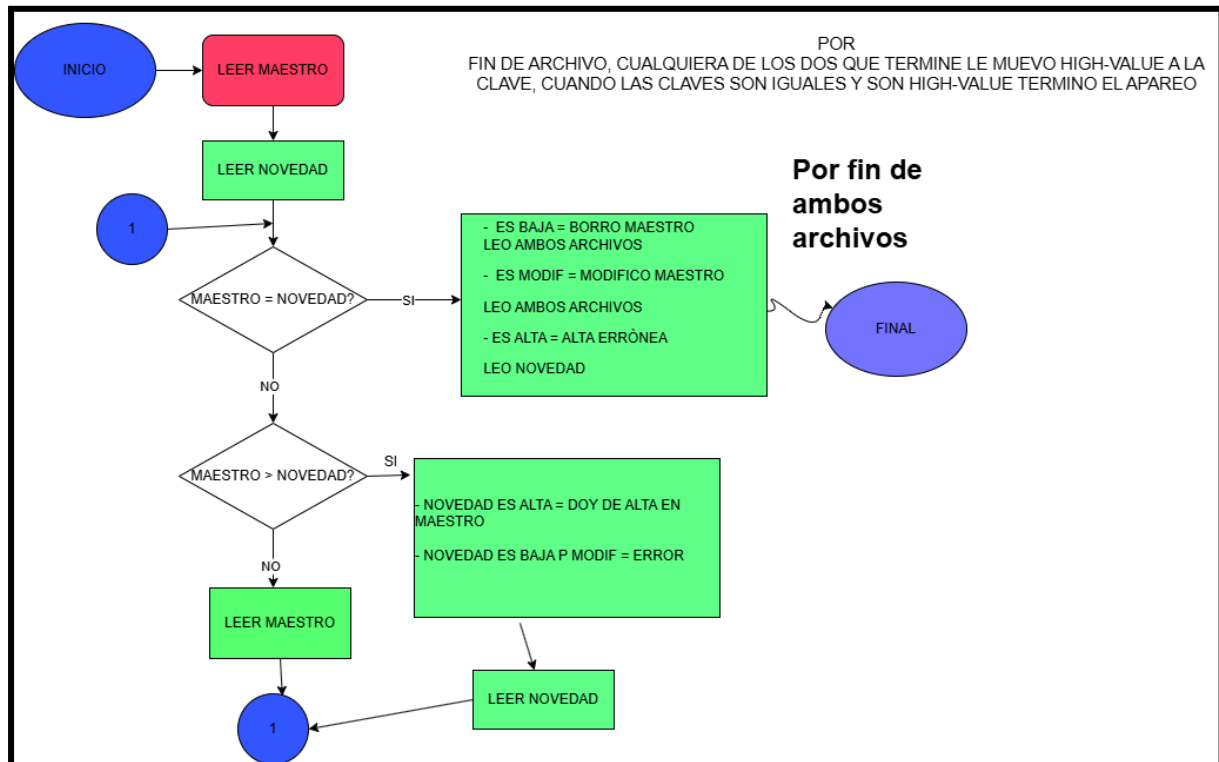 INICIO
LEER MAESTRO
POR
FIN DE ARCHIVO, CUALQUIERA DE LOS DOS QUE TERMINE LE MUEVO HIGH-VALUE A LA
CLAVE, CUANDO LAS CLAVES SON IGUALES Y SON HIGH-VALUE TERMINO EL APAREO
LEER NOVEDAD
1
MAESTRO = NOVEDAD?
SI
- ES BAJA = BORRO MAESTRO
LEO AMBOS ARCHIVOS
- ES MODIF = MODIFICO MAESTRO
LEO AMBOS ARCHIVOS
- ES ALTA = ALTA ERRÒNEA
LEO NOVEDAD
Por fin de
ambos
archivos
FINAL
NO
MAESTRO > NOVEDAD?
SI
- NOVEDAD ES ALTA = DOY DE ALTA EN
MAESTRO
- NOVEDAD ES BAJA P MODIF = ERROR
NO
LEER MAESTRO
LEER NOVEDAD
1